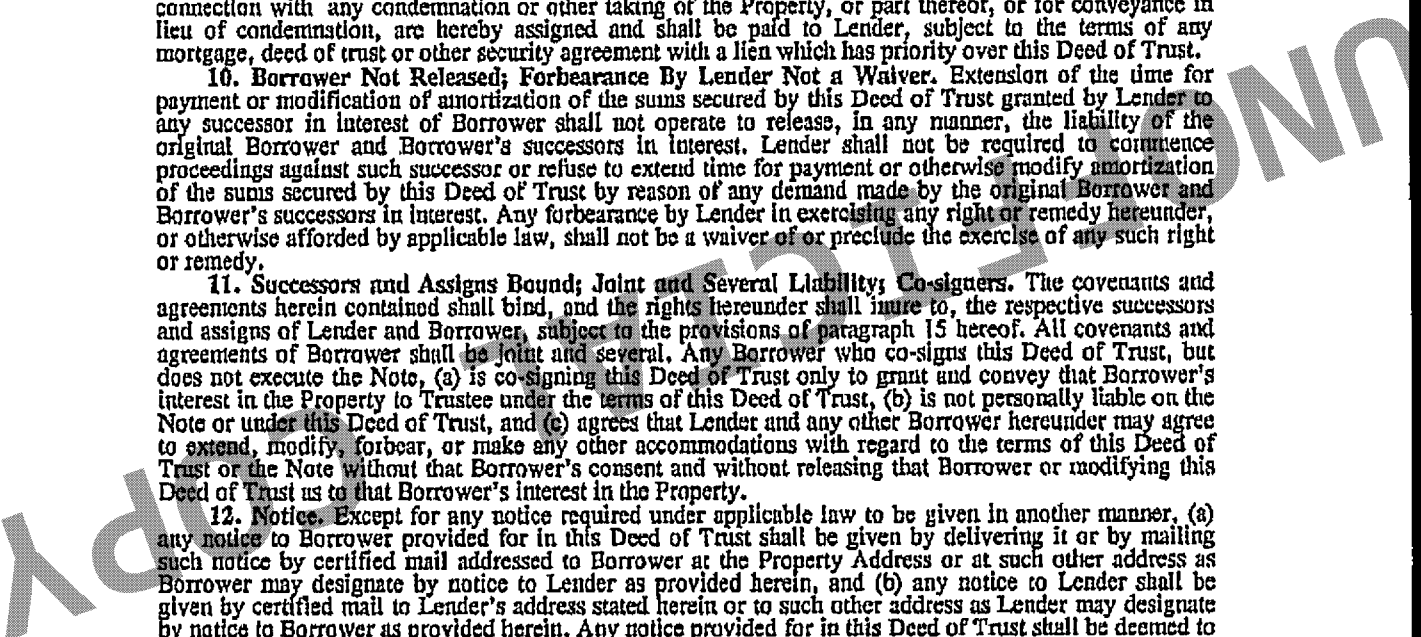 connection with any condemnation or other taking of the Property, or part thereof, or for conveyance in
lieu of condemnation, are hereby assigned and shall be paid to Lender, subject to the terms of any
mortgage, deed of trust or other security agreement with a lien which has priority over this Deed of Trust.
10. Borrower Not Released; Forbearance By Lender Not a Waiver. Extension of the time for
payment or modification of amortization of the sums secured by this Deed of Trust granted by Lender to
any successor in interest of Borrower shall not operate to release, in any manner, the liability of the
original Borrower and Borrower's successors in interest. Lender shall not be required to commence
proceedings against such successor or refuse to extend time for payment or otherwise modify amortization
of the sums secured by this Deed of Trust by reason of any demand made by the original Borrower and
Borrower's successors in interest. Any forbearance by Lender in exercising any right or remedy hereunder,
or otherwise afforded by applicable law, shall not be a waiver of or preclude the exercise of any such right
or remedy.
11. Successors and Assigns Bound; Joint and Several Liability; Co-signers. The covenants and
agreements herein contained shall bind, and the rights hereunder shall inure to, the respective successors
and assigns of Lender and Borrower, subject to the provisions of paragraph 15 hereof. All covenants and
agreements of Borrower shall be joint and several. Any Borrower who co-signs this Deed of Trust, but
does not execute the Note, (a) is co-signing this Deed of Trust only to grant and convey that Borrower's
interest in the Property to Trustee under the terms of this Deed of Trust, (b) is not personally liable on the
Note or under this Deed of Trust, and (c) agrees that Lender and any other Borrower hereunder may agree
to extend, modify, forbear, or make any other accommodations with regard to the terms of this Deed of
Trust or the Note without that Borrower's consent and without releasing that Borrower or modifying this
Deed of Trust as to that Borrower's interest in the Property.
12. Notice. Except for any notice required under applicable law to be given in another manner, (a)
any notice to Borrower provided for in this Deed of Trust shall be given by delivering it or by mailing
such notice by certified mail addressed to Borrower at the Property Address or at such other address as
Borrower may designate by notice to Lender as provided herein, and (b) any notice to Lender shall be
given by certified mail to Lender's address stated herein or to such other address as Lender may designate
by notice to Borrower as provided herein. Any notice provided for in this Deed of Trust shall be deemed to
UNOFFICIAL COPY